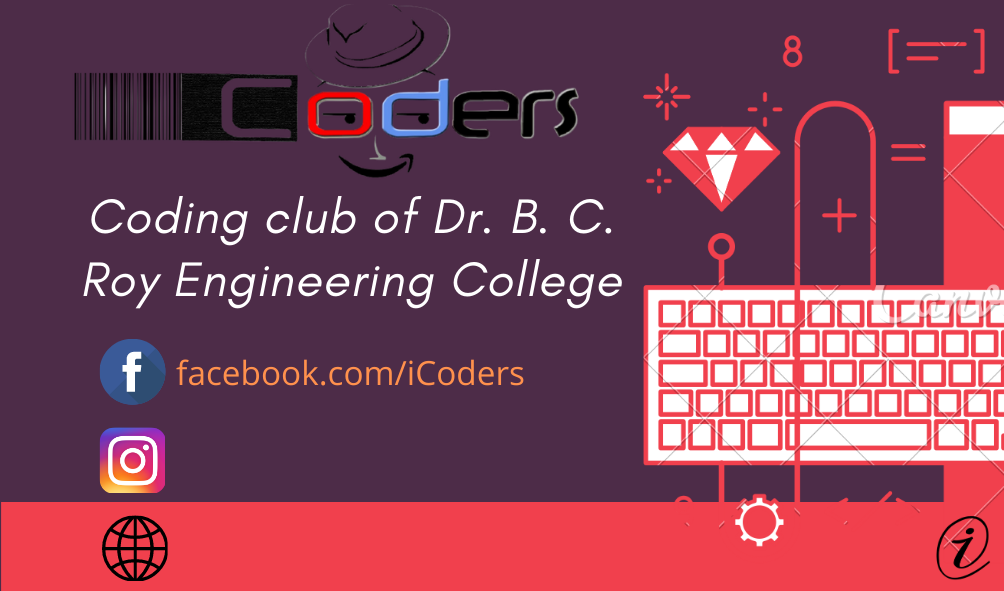 Coders
8
Coding club of Dr. B. C.
Roy Engineering College
facebook.com/iCoders
i